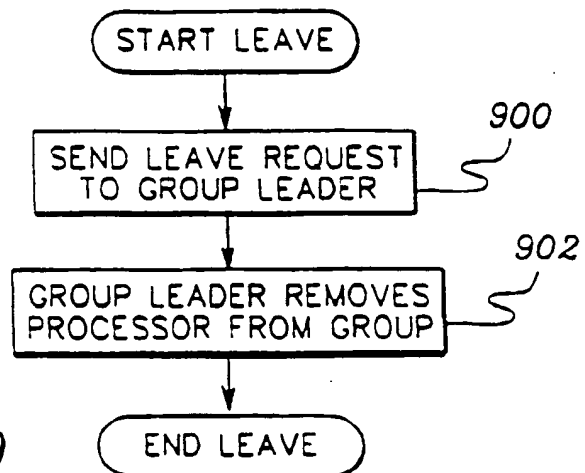 START LEAVE
900
SEND LEAVE REQUEST
TO GROUP LEADER
902
GROUP LEADER REMOVES
PROCESSOR FROM GROUP
END LEAVE